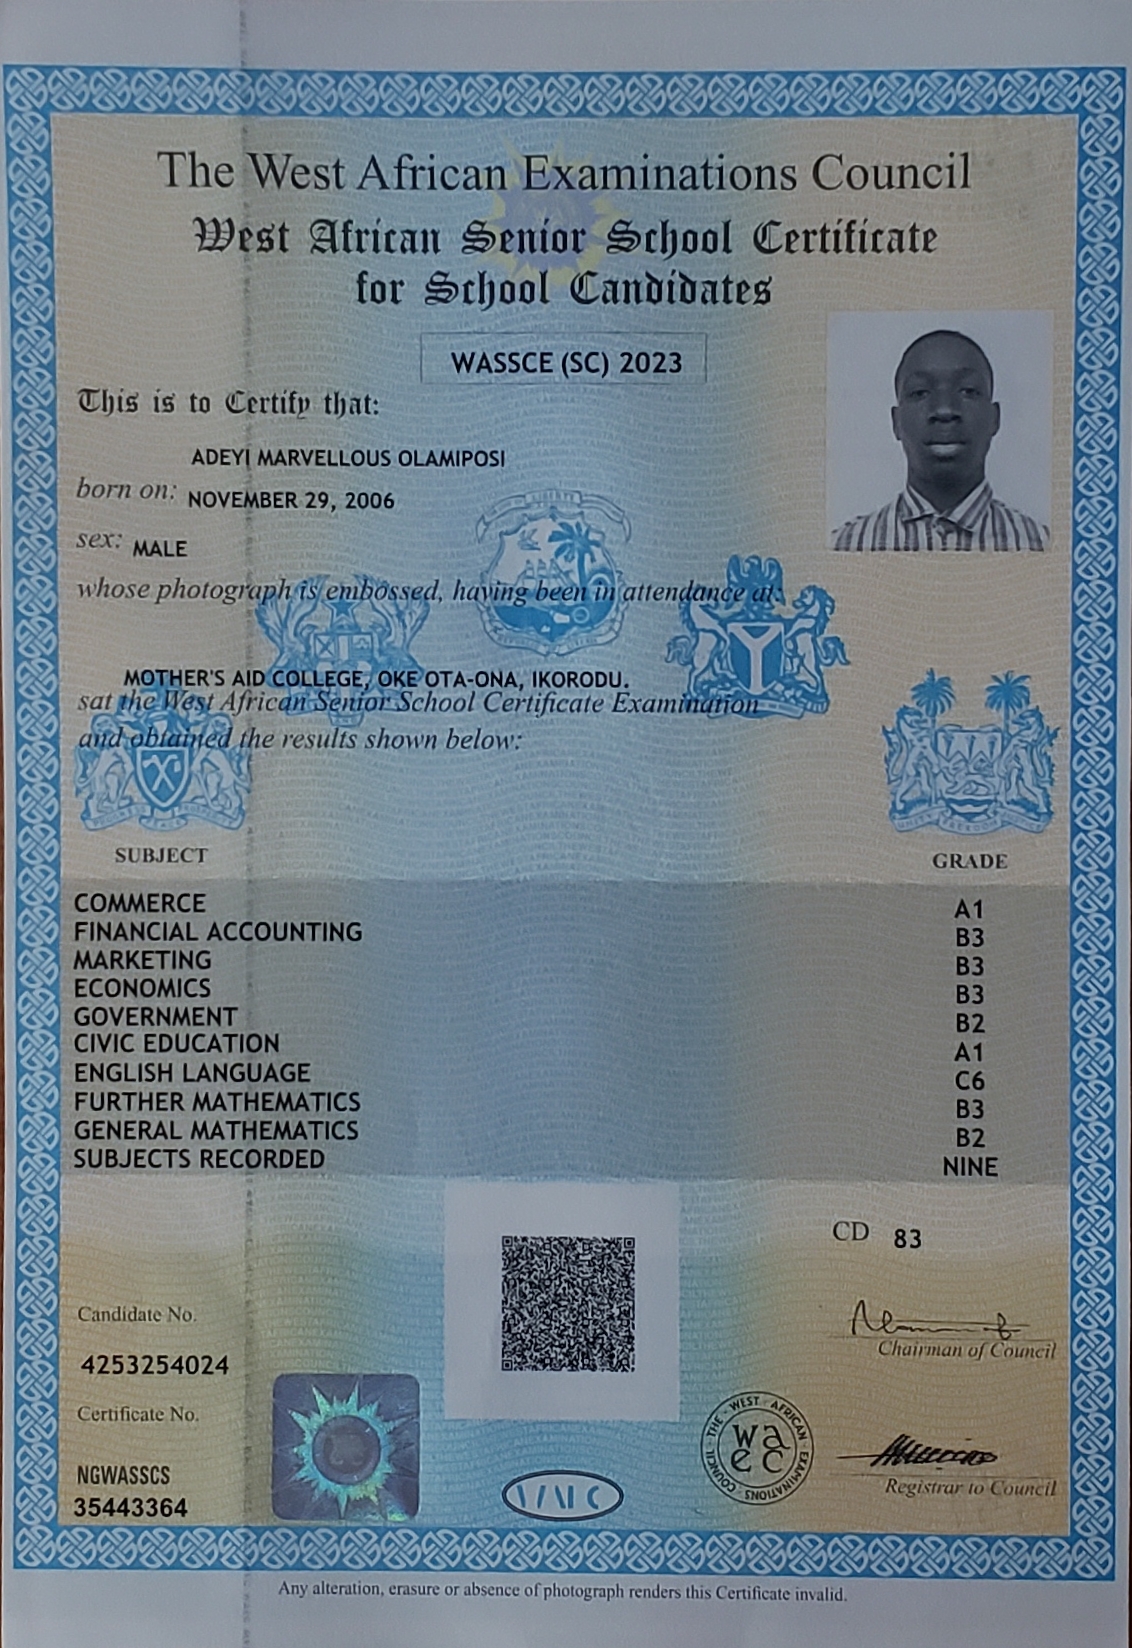 The West African Examinations Council
West African Senior School Certificate
for School Candidates
WASSCE (SC) 2023
This is to Certify that:
ADEYI MARVELLOUS OLAMIPOSI
born on: NOVEMBER 29, 2006
sex: MALE
whose photograph is embossed, having been in attendance at:
MOTHER'S AID COLLEGE, OKE OTA-ONA, IKORODU.
sat the West African Senior School Certificate Examination
and obtained the results shown below:
SUBJECT GRADE
COMMERCE A1
FINANCIAL ACCOUNTING B3
MARKETING B3
ECONOMICS B3
GOVERNMENT B2
CIVIC EDUCATION A1
ENGLISH LANGUAGE C6
FURTHER MATHEMATICS B3
GENERAL MATHEMATICS B2
SUBJECTS RECORDED NINE
CD 83
Candidate No.
4253254024
Chairman of Council
Certificate No.
NGWASSCS
35443364
THE WEST AFRICAN EXAMINATIONS COUNCIL
waec
Registrar to Council
Any alteration, erasure or absence of photograph renders this Certificate invalid.